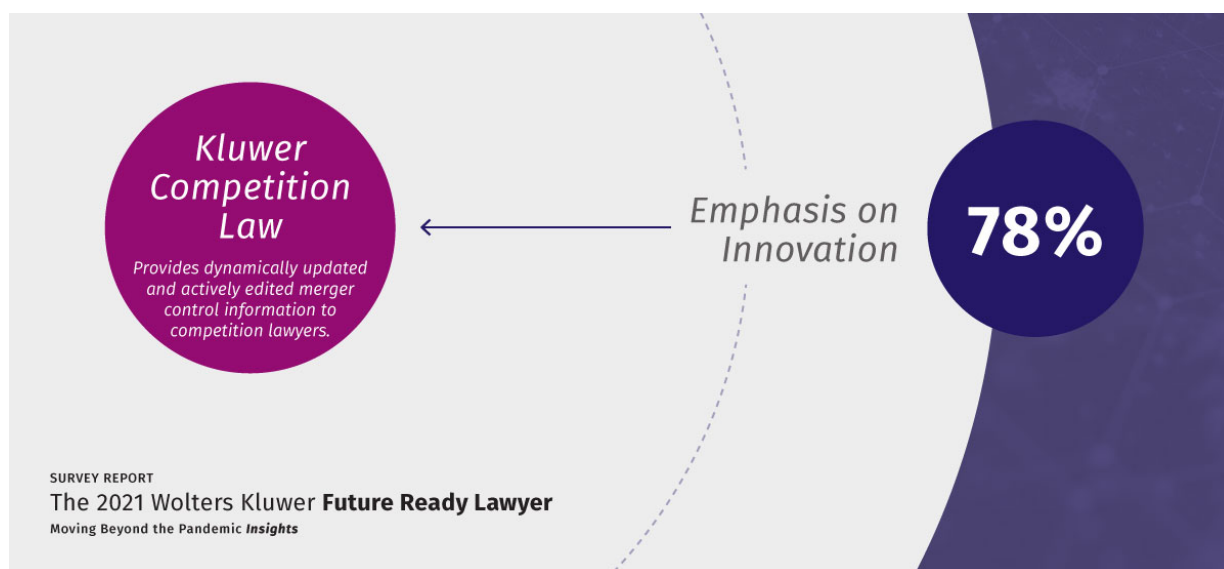 Kluwer
Competition
Law
Provides dynamically updated
and actively edited merger
control information to
competition lawyers.
Emphasis on
Innovation
78%
SURVEY REPORT
The 2021 Wolters Kluwer Future Ready Lawyer
Moving Beyond the Pandemic Insights